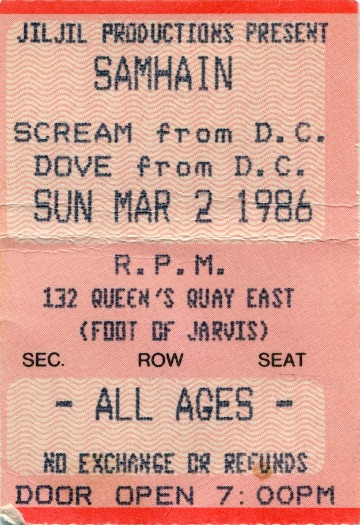 JILJIL PRODUCTIONS PRESENT
SAMHAIN
SCREAM from D.C.
DOVE from D.C.
SUN MAR 2 1986
R.P.M.
132 QUEEN'S QUAY EAST
(FOOT OF JARVIS)
SEC. ROW SEAT
- ALL AGES -
NO EXCHANGE OR REFUNDS
DOOR OPEN 7:00PM